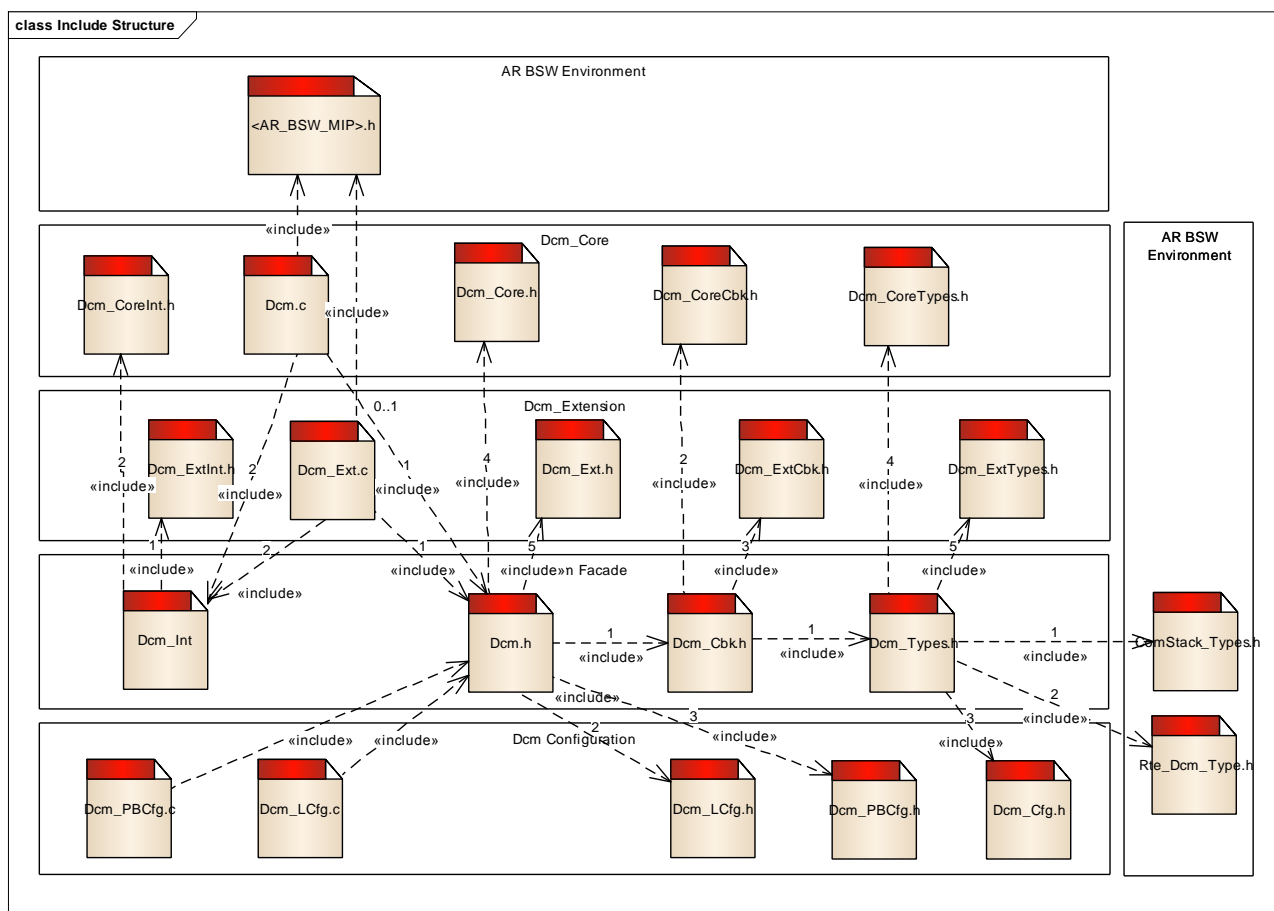 class Include Structure
AR BSW Environment
<AR_BSW_MIP>.h
«include»
«include»
Dcm_Core
Dcm_CoreInt.h
Dcm.c
Dcm_Core.h
Dcm_CoreCbk.h
Dcm_CoreTypes.h
AR BSW
Environment
Dcm_Extension
0..1
Dcm_ExtInt.h
Dcm_Ext.c
Dcm_Ext.h
Dcm_ExtCbk.h
Dcm_ExtTypes.h
2
«include»
2
«include»
1
4
«include»
2
«include»
4
«include»
1
«include»
2
«include»
1
«include»
5
«include»n Facade
3
«include»
5
«include»
Dcm_Int
Dcm.h
1
«include»
Dcm_Cbk.h
1
«include»
Dcm_Types.h
1
«include»
ComStack_Types.h
2
«include»
Rte_Dcm_Type.h
«include»
«include»
2
«include»
3
3
«include»
Dcm Configuration
Dcm_PBCfg.c
Dcm_LCfg.c
Dcm_LCfg.h
Dcm_PBCfg.h
Dcm_Cfg.h